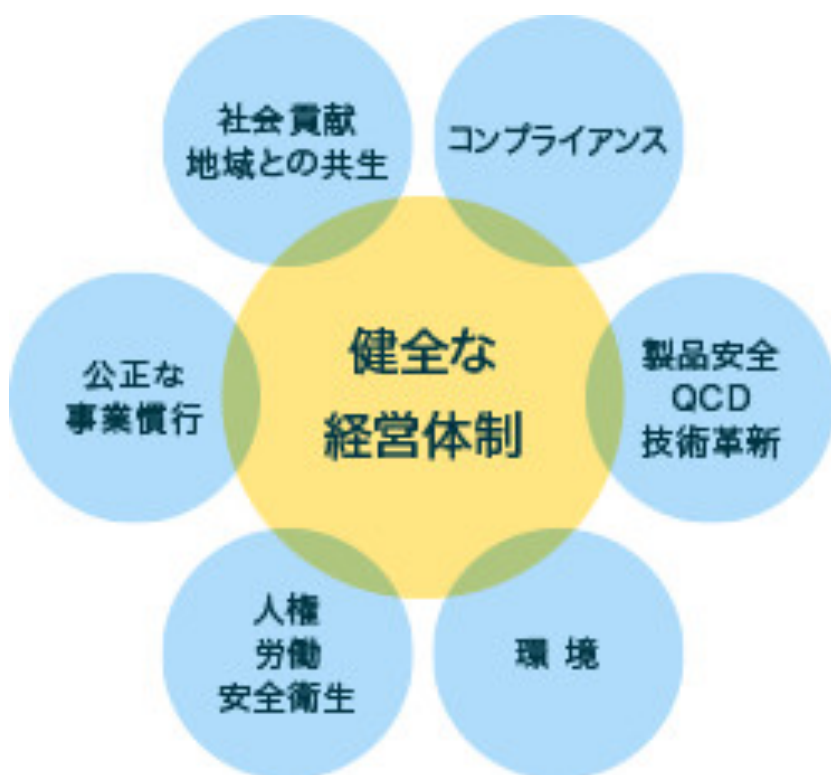 社会貢献
地域との共生
コンプライアンス
健全な
経営体制
製品安全
QCD
技術革新
公正な
事業慣行
人権
労働
安全衛生
環境